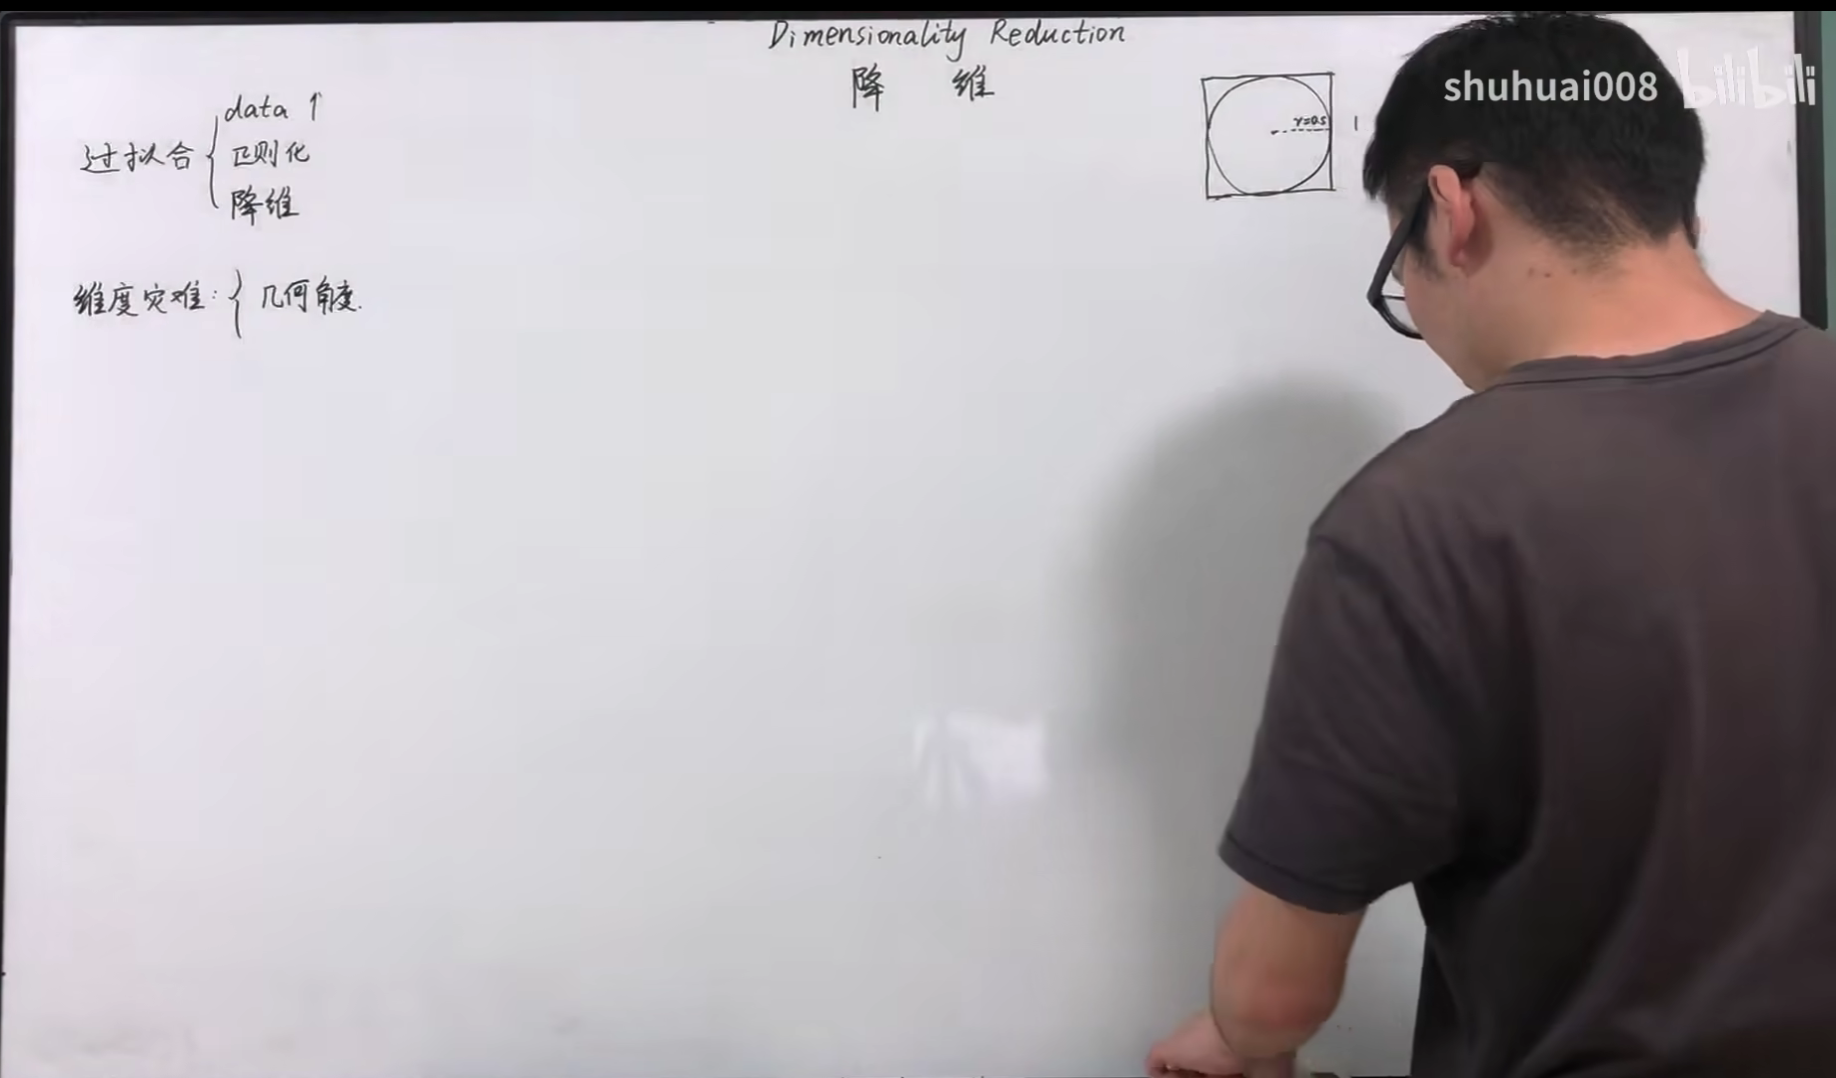 Dimensionality Reduction
降 维
shuhuai008 bilibili
过拟合
data ↑
正则化
降维
r=0.5
1
维度灾难:
几何角度.